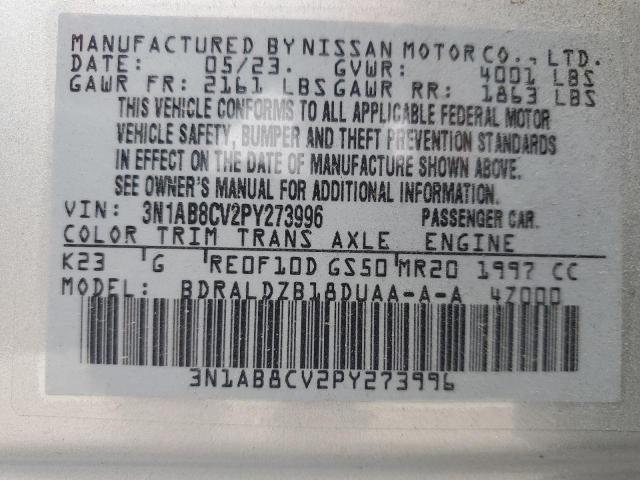 MANUFACTURED BY NISSAN MOTOR CO., LTD.
DATE: 05/23. GVWR: 4001 LBS
GAWR FR: 2161 LBS GAWR RR: 1863 LBS
THIS VEHICLE CONFORMS TO ALL APPLICABLE FEDERAL MOTOR
VEHICLE SAFETY, BUMPER AND THEFT PREVENTION STANDARDS
IN EFFECT ON THE DATE OF MANUFACTURE SHOWN ABOVE.
SEE OWNER'S MANUAL FOR ADDITIONAL INFORMATION.
VIN: 3N1AB8CV2PY273996 PASSENGER CAR.
COLOR TRIM TRANS AXLE ENGINE
K23 G RE0F10D GS50 MR20 1997 CC
MODEL: BDRALDZB18DUAA-A-A 47000
3N1AB8CV2PY273996